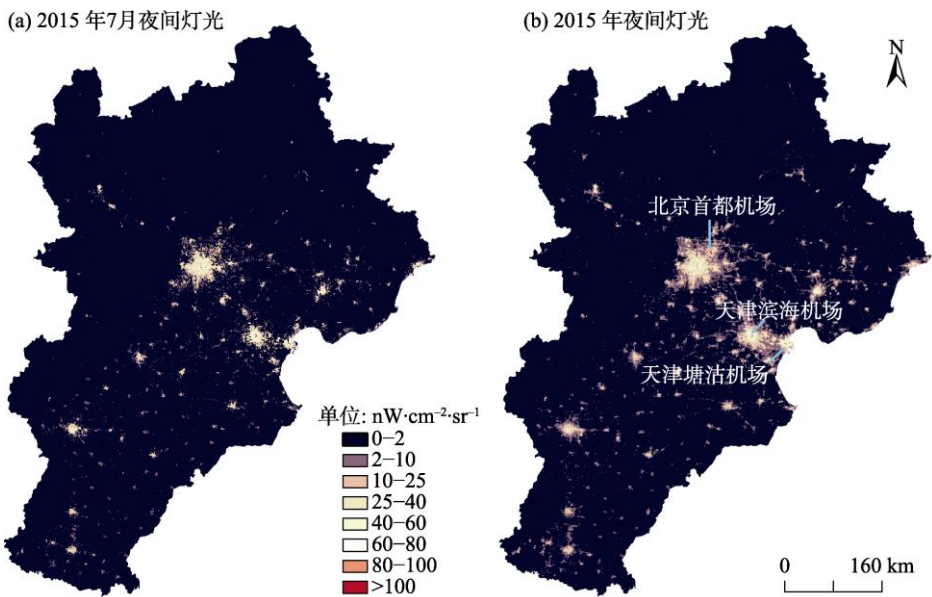 (a) 2015 年7月夜间灯光
(b) 2015 年夜间灯光
N
北京首都机场
天津滨海机场
天津塘沽机场
单位: nW·cm⁻²·sr⁻¹
0−2
2−10
10−25
25−40
40−60
60−80
80−100
>100
0 160 km